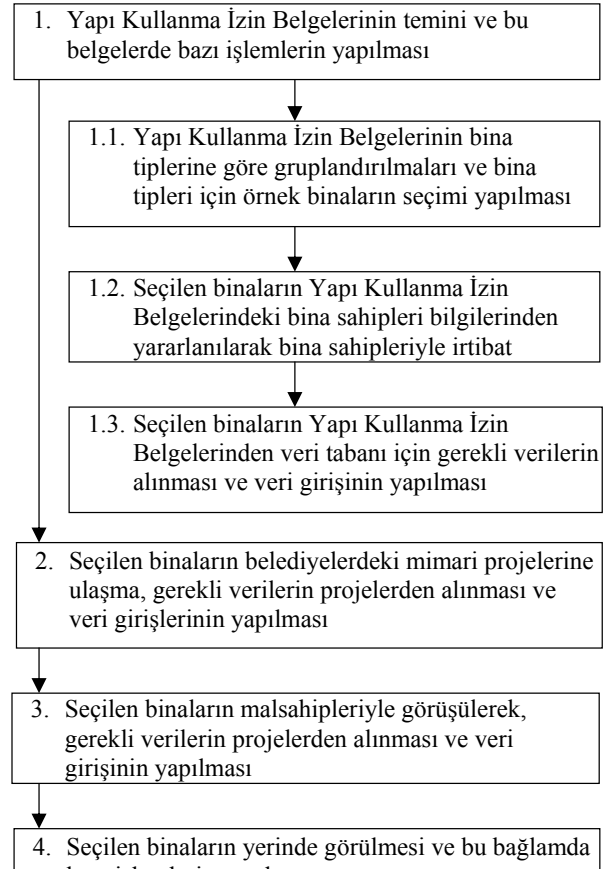 1. Yapı Kullanma İzin Belgelerinin temini ve bu
belgelerde bazı işlemlerin yapılması
1.1. Yapı Kullanma İzin Belgelerinin bina
tiplerine göre gruplandırılmaları ve bina
tipleri için örnek binaların seçimi yapılması
1.2. Seçilen binaların Yapı Kullanma İzin
Belgelerindeki bina sahipleri bilgilerinden
yararlanılarak bina sahipleriyle irtibat
1.3. Seçilen binaların Yapı Kullanma İzin
Belgelerinden veri tabanı için gerekli verilerin
alınması ve veri girişinin yapılması
2. Seçilen binaların belediyelerdeki mimari projelerine
ulaşma, gerekli verilerin projelerden alınması ve
veri girişlerinin yapılması
3. Seçilen binaların malsahipleriyle görüşülerek,
gerekli verilerin projelerden alınması ve veri
girişinin yapılması
4. Seçilen binaların yerinde görülmesi ve bu bağlamda